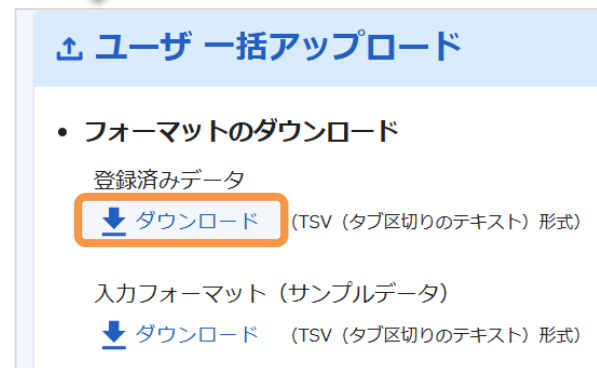 ユーザ 一括アップロード
• フォーマットのダウンロード
登録済みデータ
ダウンロード (TSV（タブ区切りのテキスト）形式)
入力フォーマット（サンプルデータ）
ダウンロード (TSV（タブ区切りのテキスト）形式)